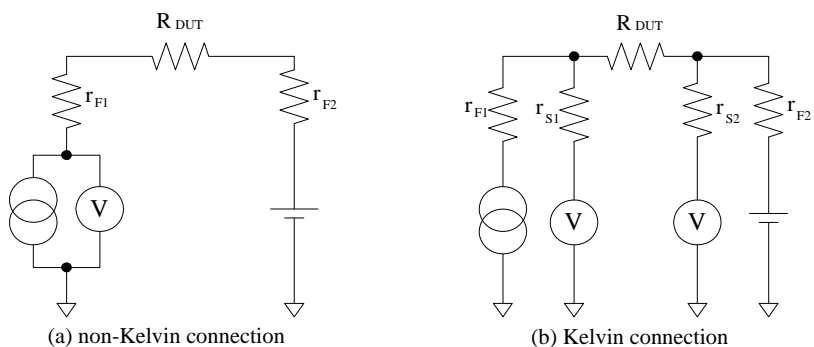 R DUT
r F1
r F2
V
(a) non-Kelvin connection
R DUT
r F1
r S1
r S2
r F2
V
V
(b) Kelvin connection